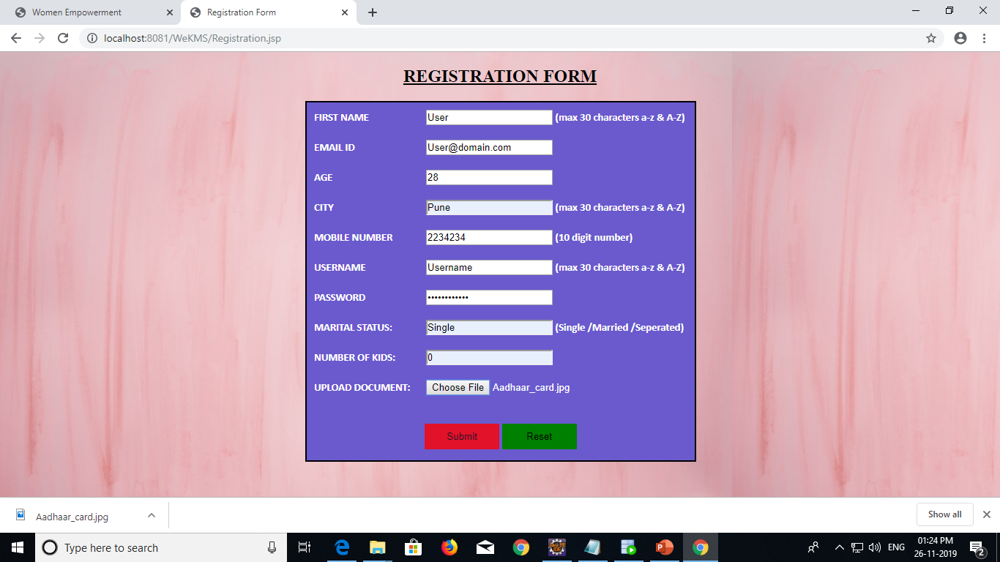 Women Empowerment
Registration Form
localhost:8081/WeKMS/Registration.jsp
REGISTRATION FORM
FIRST NAME User (max 30 characters a-z & A-Z)
EMAIL ID User@domain.com
AGE 28
CITY Pune (max 30 characters a-z & A-Z)
MOBILE NUMBER 2234234 (10 digit number)
USERNAME Username (max 30 characters a-z & A-Z)
PASSWORD ••••••••••••
MARITAL STATUS: Single (Single /Married /Seperated)
NUMBER OF KIDS: 0
UPLOAD DOCUMENT: Choose File Aadhaar_card.jpg
Submit Reset
Aadhaar_card.jpg Show all
Type here to search
ENG
01:24 PM
26-11-2019
2